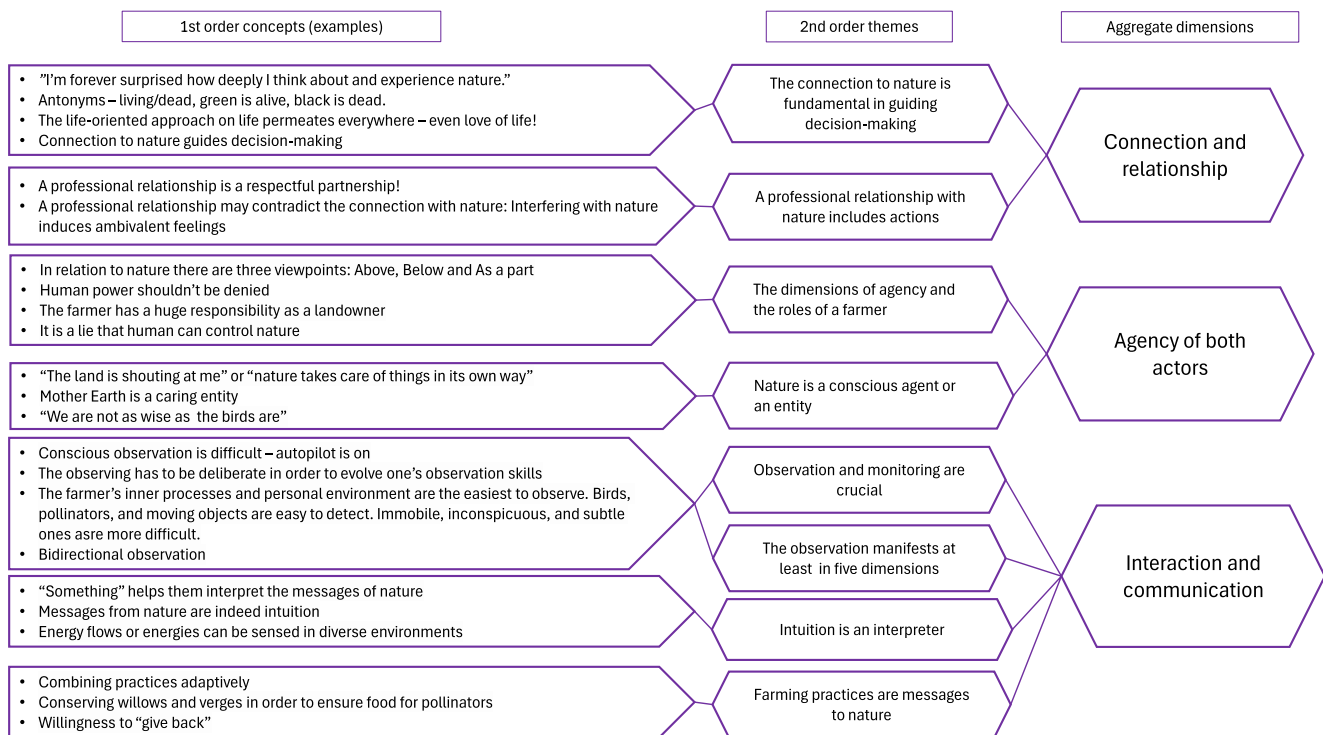 1st order concepts (examples)
2nd order themes
Aggregate dimensions
• ”I’m forever surprised how deeply I think about and experience nature.”
• Antonyms – living/dead, green is alive, black is dead.
• The life-oriented approach on life permeates everywhere – even love of life!
• Connection to nature guides decision-making
The connection to nature is
fundamental in guiding
decision-making
Connection and
relationship
• A professional relationship is a respectful partnership!
• A professional relationship may contradict the connection with nature: Interfering with nature
induces ambivalent feelings
A professional relationship with
nature includes actions
• In relation to nature there are three viewpoints: Above, Below and As a part
• Human power shouldn’t be denied
• The farmer has a huge responsibility as a landowner
• It is a lie that human can control nature
The dimensions of agency and
the roles of a farmer
Agency of both
actors
• “The land is shouting at me” or “nature takes care of things in its own way”
• Mother Earth is a caring entity
• “We are not as wise as the birds are”
Nature is a conscious agent or
an entity
• Conscious observation is difficult – autopilot is on
• The observing has to be deliberate in order to evolve one’s observation skills
• The farmer’s inner processes and personal environment are the easiest to observe. Birds,
pollinators, and moving objects are easy to detect. Immobile, inconspicuous, and subtle
ones asre more difficult.
• Bidirectional observation
Observation and monitoring are
crucial
The observation manifests at
least in five dimensions
Interaction and
communication
• “Something” helps them interpret the messages of nature
• Messages from nature are indeed intuition
• Energy flows or energies can be sensed in diverse environments
Intuition is an interpreter
• Combining practices adaptively
• Conserving willows and verges in order to ensure food for pollinators
• Willingness to “give back”
Farming practices are messages
to nature